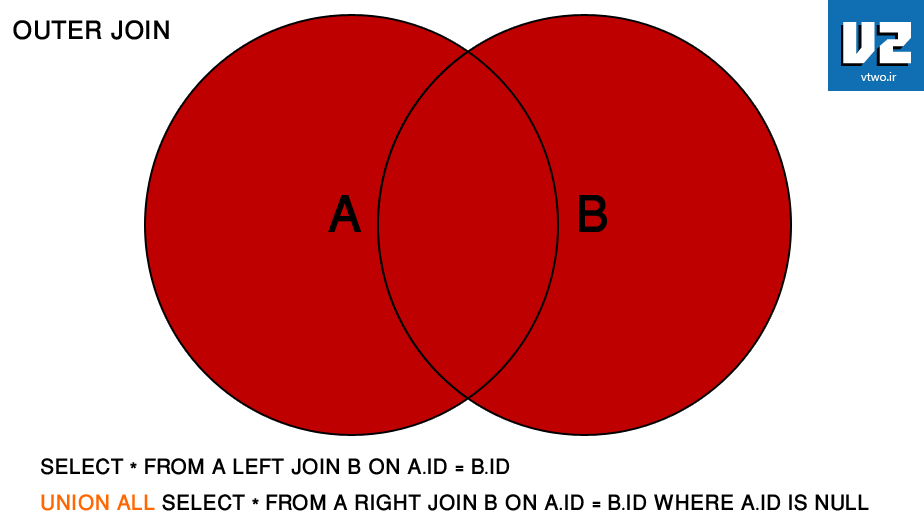 OUTER JOIN
V2
vtwo.ir
A
B
SELECT * FROM A LEFT JOIN B ON A.ID = B.ID
UNION ALL SELECT * FROM A RIGHT JOIN B ON A.ID = B.ID WHERE A.ID IS NULL